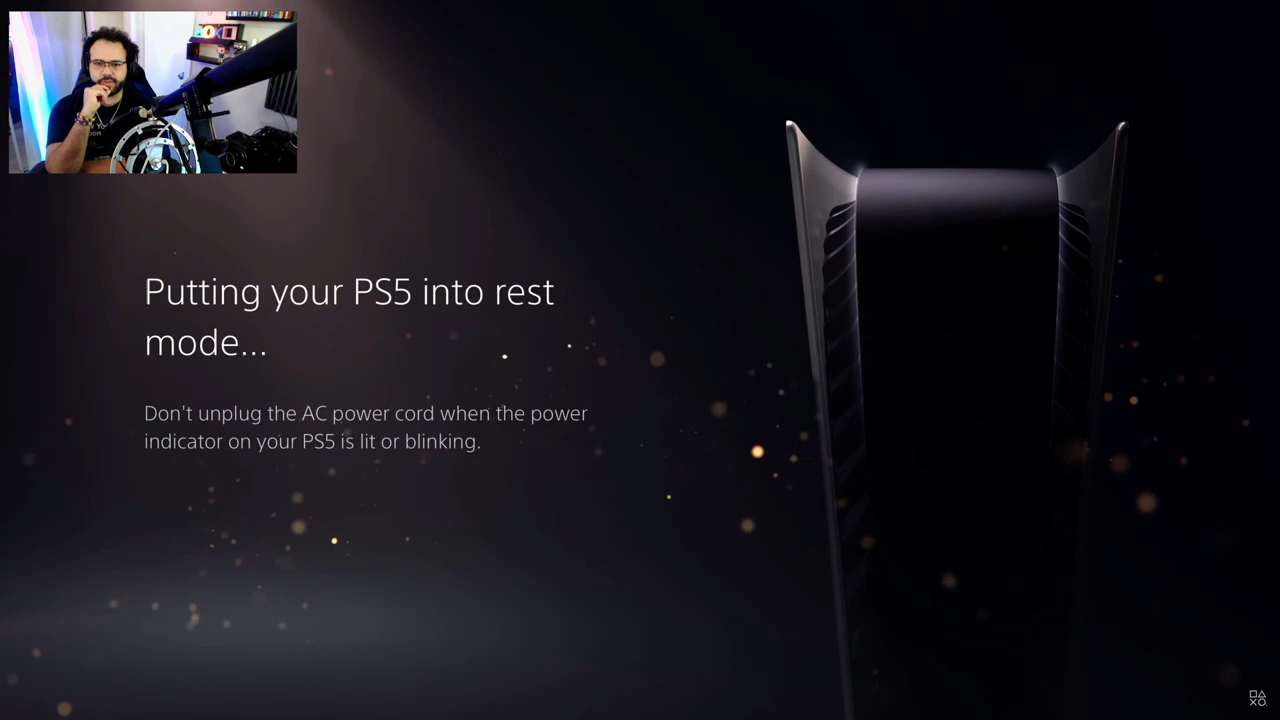 Putting your PS5 into rest
mode...
Don't unplug the AC power cord when the power
indicator on your PS5 is lit or blinking.